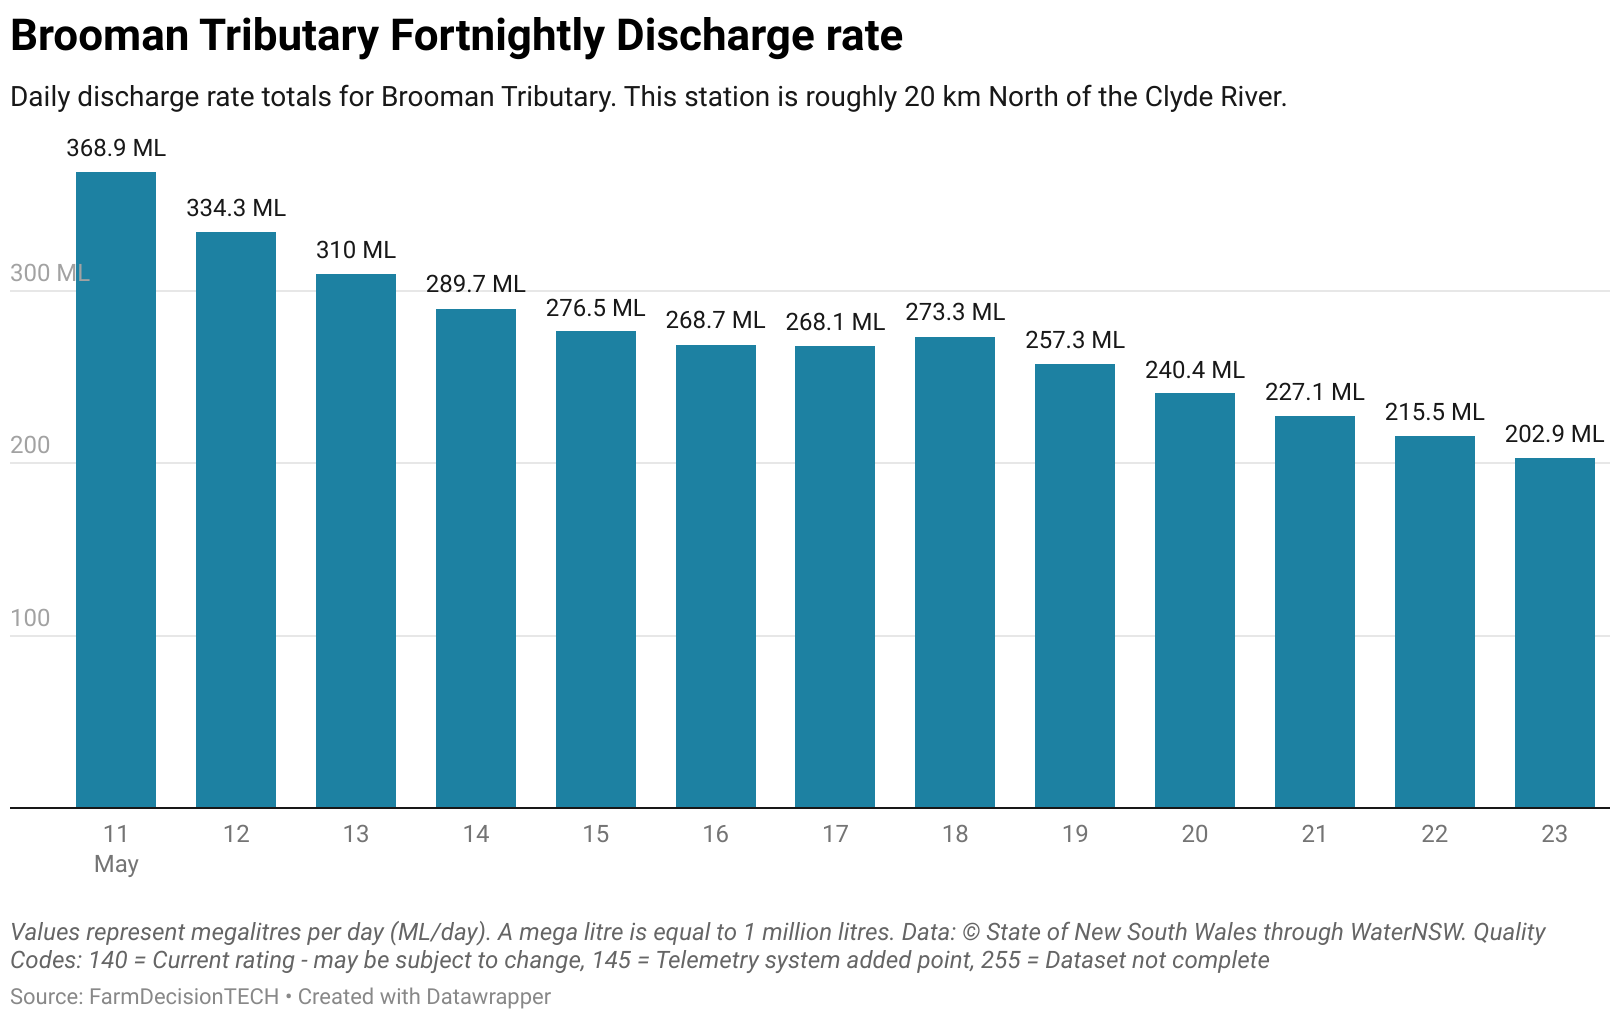 Brooman Tributary Fortnightly Discharge rate
Daily discharge rate totals for Brooman Tributary. This station is roughly 20 km North of the Clyde River.
368.9 ML
334.3 ML
310 ML
289.7 ML
276.5 ML
268.7 ML
268.1 ML
273.3 ML
257.3 ML
240.4 ML
227.1 ML
215.5 ML
202.9 ML
300 ML
200
100
11 12 13 14 15 16 17 18 19 20 21 22 23
May
Values represent megalitres per day (ML/day). A mega litre is equal to 1 million litres. Data: © State of New South Wales through WaterNSW. Quality
Codes: 140 = Current rating - may be subject to change, 145 = Telemetry system added point, 255 = Dataset not complete
Source: FarmDecisionTECH • Created with Datawrapper